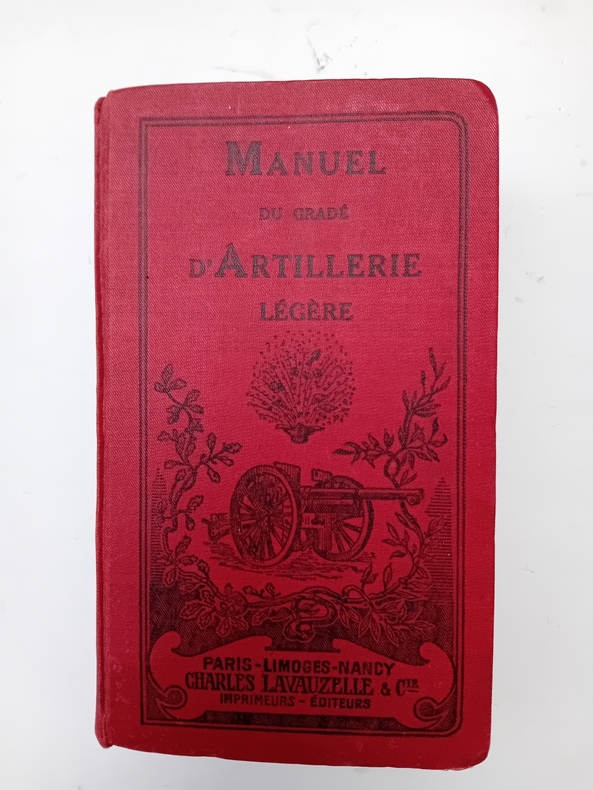 MANUEL
DU GRADÉ
D'ARTILLERIE
LÉGÈRE
PARIS-LIMOGES-NANCY
CHARLES LAVAUZELLE & CIE
IMPRIMEURS - ÉDITEURS